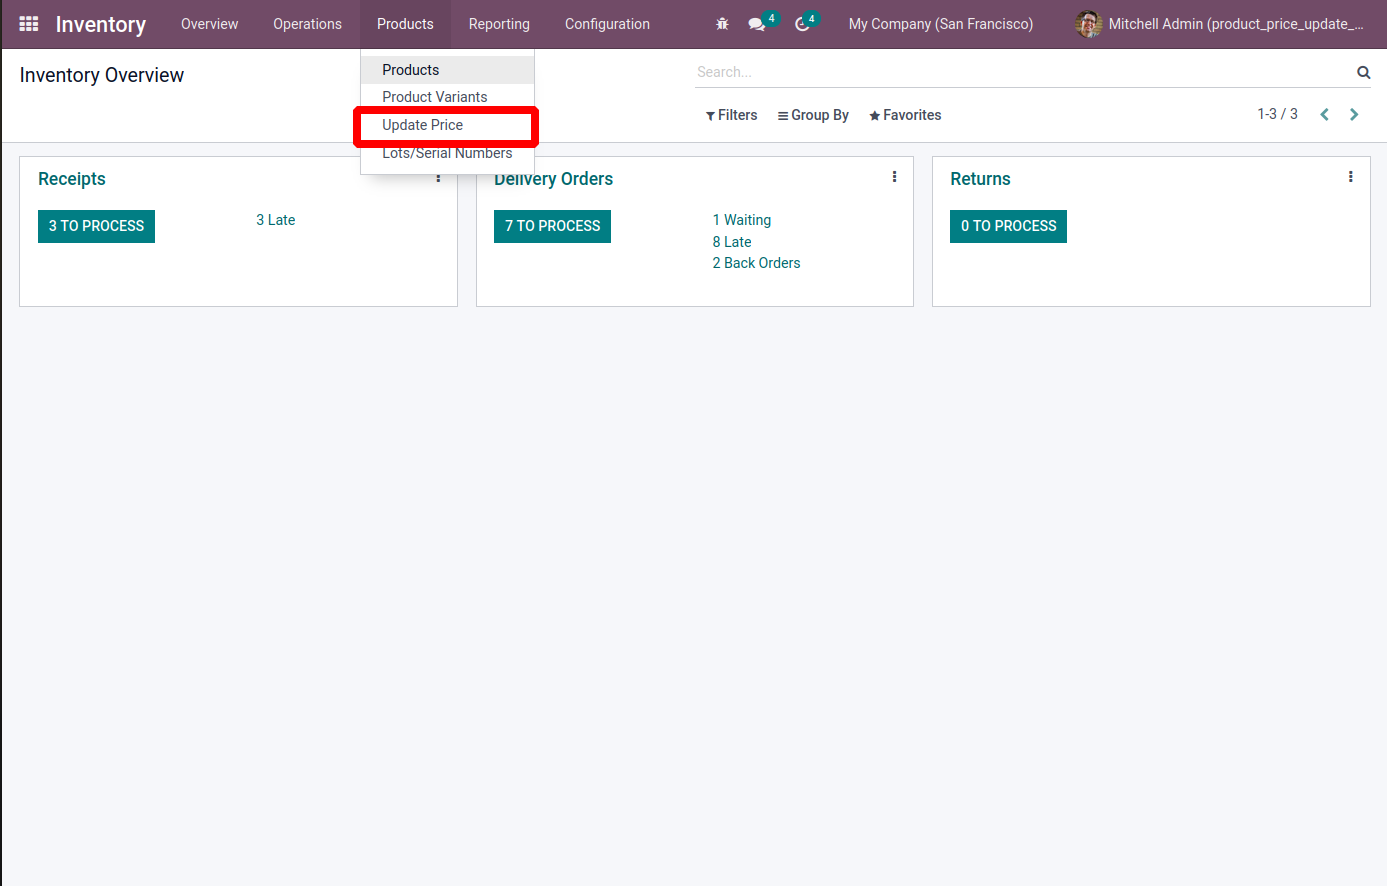 Inventory Overview Operations Products Reporting Configuration 4 4 My Company (San Francisco) Mitchell Admin (product_price_update_...
Products
Product Variants
Update Price
Lots/Serial Numbers
Inventory Overview
Search...
Filters Group By Favorites 1-3 / 3
Receipts
3 TO PROCESS 3 Late
Delivery Orders
7 TO PROCESS 1 Waiting
8 Late
2 Back Orders
Returns
0 TO PROCESS